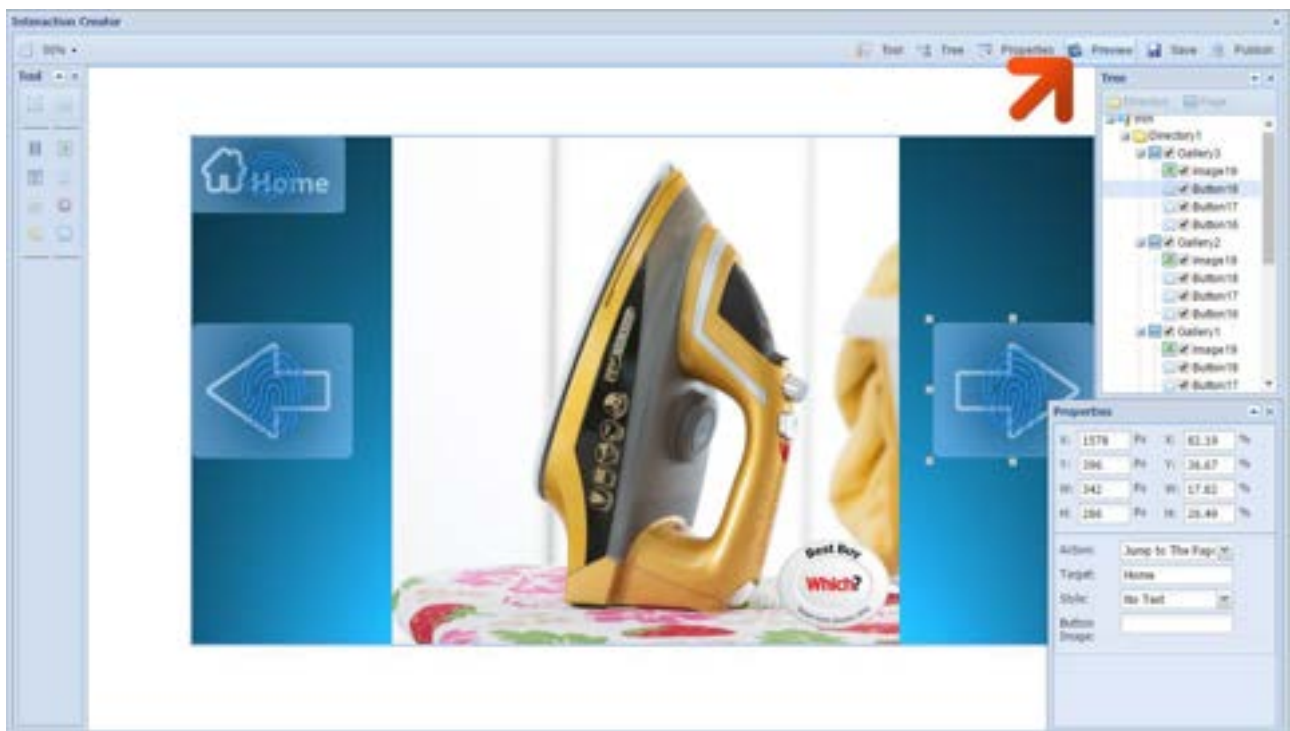 Interaction Creator
90%
Tool Tree Properties Preview Save Publish
Tool
Tree
Directory Page
Directory1
Gallery3
Image19
Button18
Button17
Button16
Gallery2
Image19
Button18
Button17
Button16
Gallery1
Image19
Button18
Button17
Home
Best Buy
Which?
Properties
X: 1578 Px X: 82.19 %
Y: 396 Px Y: 36.67 %
W: 342 Px W: 17.82 %
H: 286 Px H: 26.49 %
Action: Jump to The Page
Target: Home
Style: No Text
Button
Image: